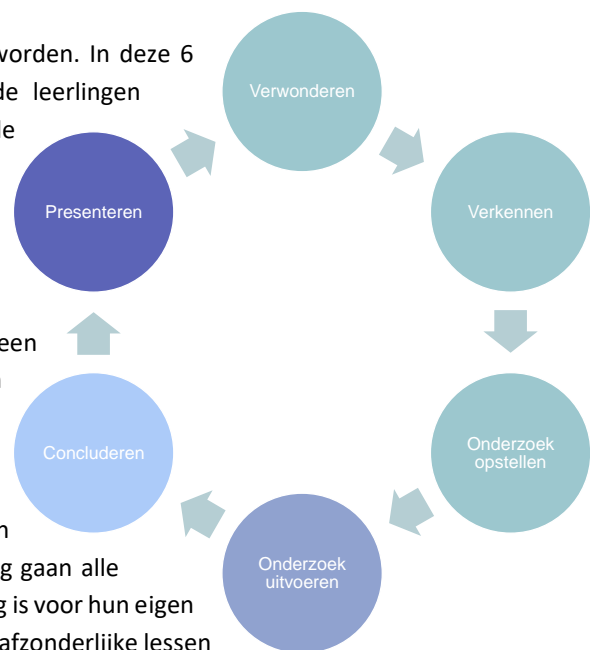 worden. In deze 6
de leerlingen
een
g gaan alle
g is voor hun eigen
afzonderlijke lessen
Verwonderen
Verkennen
Onderzoek
opstellen
Onderzoek
uitvoeren
Concluderen
Presenteren